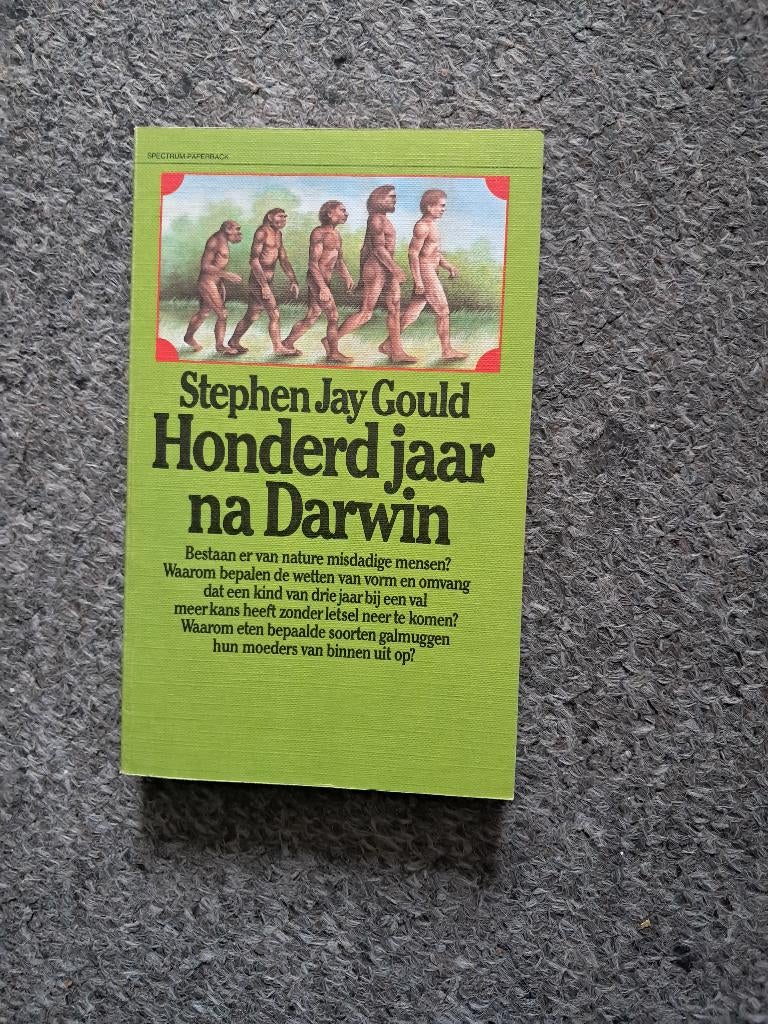 SPECTRUM-PAPERBACK
Stephen Jay Gould
Honderd jaar
na Darwin
Bestaan er van nature misdadige mensen?
Waarom bepalen de wetten van vorm en omvang
dat een kind van drie jaar bij een val
meer kans heeft zonder letsel neer te komen?
Waarom eten bepaalde soorten galmuggen
hun moeders van binnen uit op?